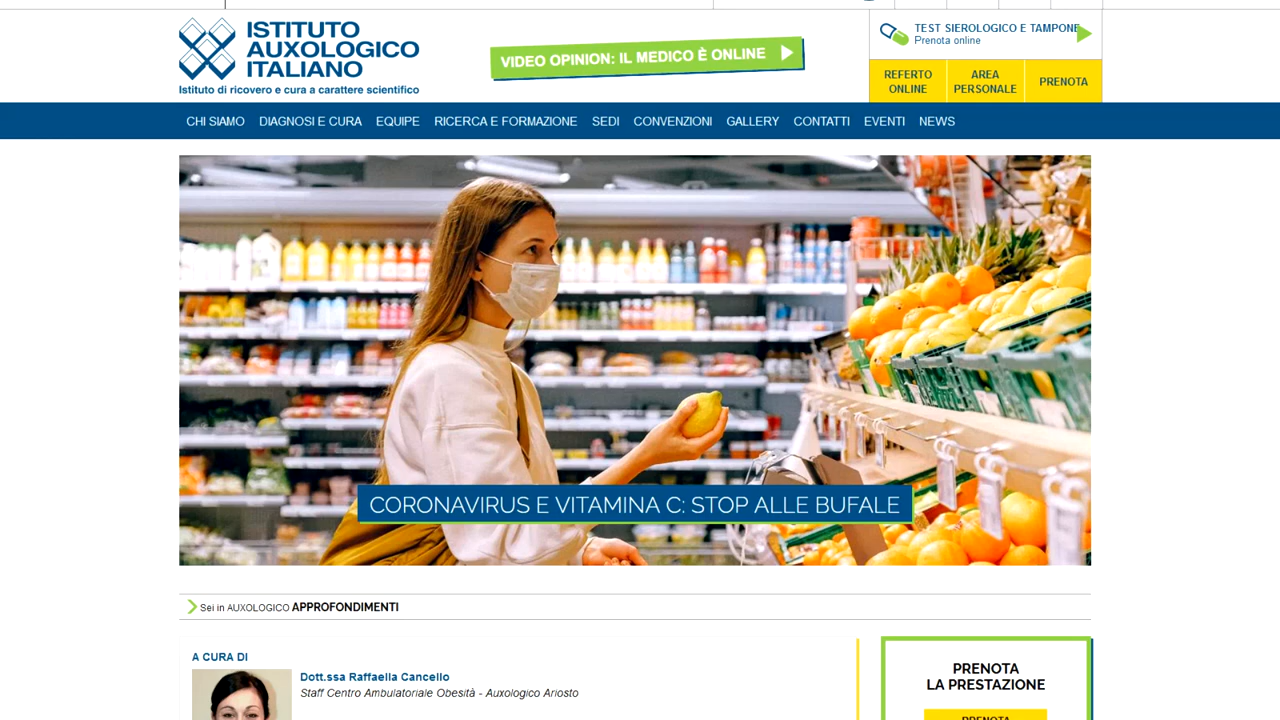 ISTITUTO
AUXOLOGICO
ITALIANO
Istituto di ricovero e cura a carattere scientifico
VIDEO OPINION: IL MEDICO È ONLINE
TEST SIEROLOGICO E TAMPONE
Prenota online
REFERTO
ONLINE
AREA
PERSONALE
PRENOTA
CHI SIAMO DIAGNOSI E CURA EQUIPE RICERCA E FORMAZIONE SEDI CONVENZIONI GALLERY CONTATTI EVENTI NEWS
CORONAVIRUS E VITAMINA C: STOP ALLE BUFALE
Sei in AUXOLOGICO APPROFONDIMENTI
A CURA DI
Dott.ssa Raffaella Cancello
Staff Centro Ambulatoriale Obesità - Auxologico Ariosto
PRENOTA
LA PRESTAZIONE
PRENOTA